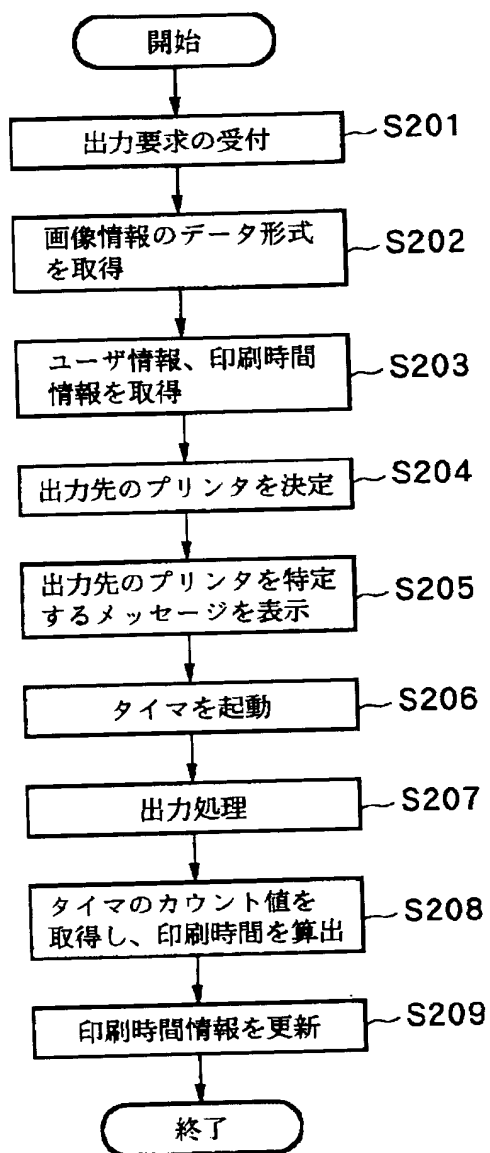 開始
出力要求の受付
S201
画像情報のデータ形式
を取得
S202
ユーザ情報、印刷時間
情報を取得
S203
出力先のプリンタを決定
S204
出力先のプリンタを特定
するメッセージを表示
S205
タイマを起動
S206
出力処理
S207
タイマのカウント値を
取得し、印刷時間を算出
S208
印刷時間情報を更新
S209
終了